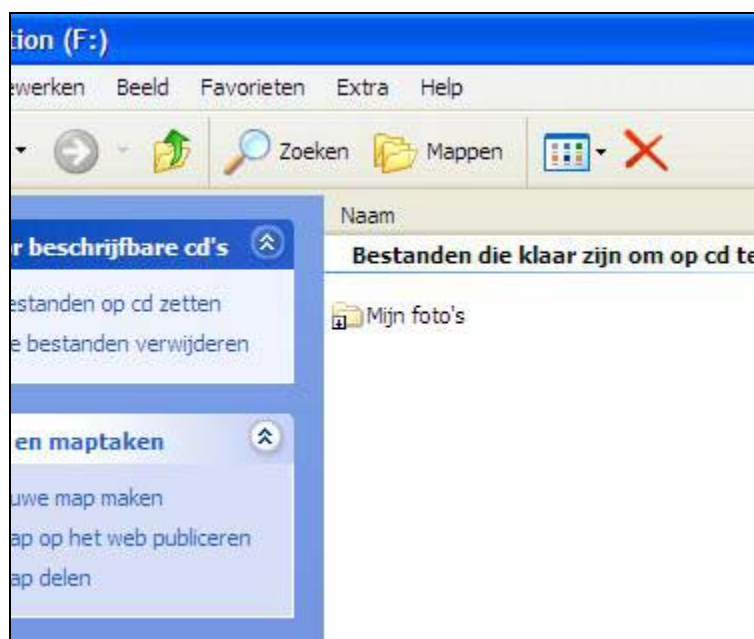 tion (F:)
ewerken Beeld Favorieten Extra Help
Zoeken Mappen
Naam
r beschrijfbare cd's
Bestanden die klaar zijn om op cd te
estanden op cd zetten
Mijn foto's
e bestanden verwijderen
en maptaken
uwe map maken
ap op het web publiceren
ap delen